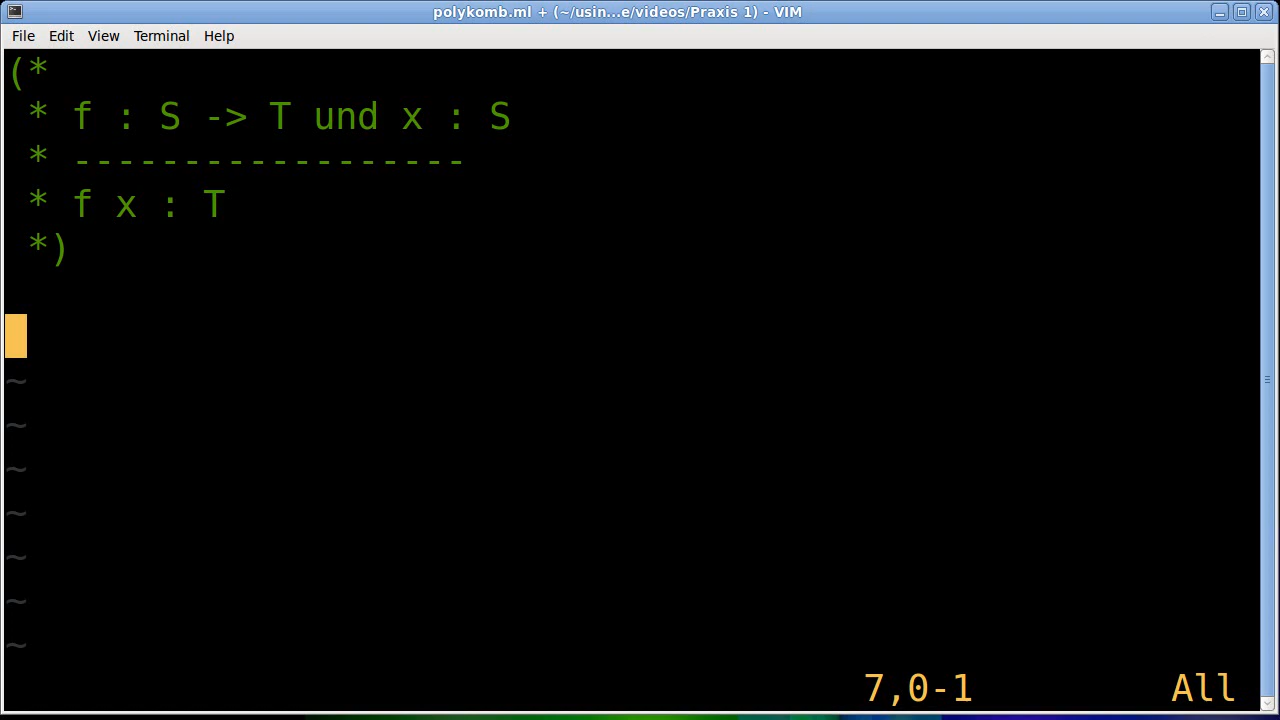 polykomb.ml + (~/usin...e/videos/Praxis 1) - VIM
File Edit View Terminal Help
(*
 * f : S -> T und x : S
 * ------------------
 * f x : T
 *)
~
~
~
~
~
~
~
7,0-1 All